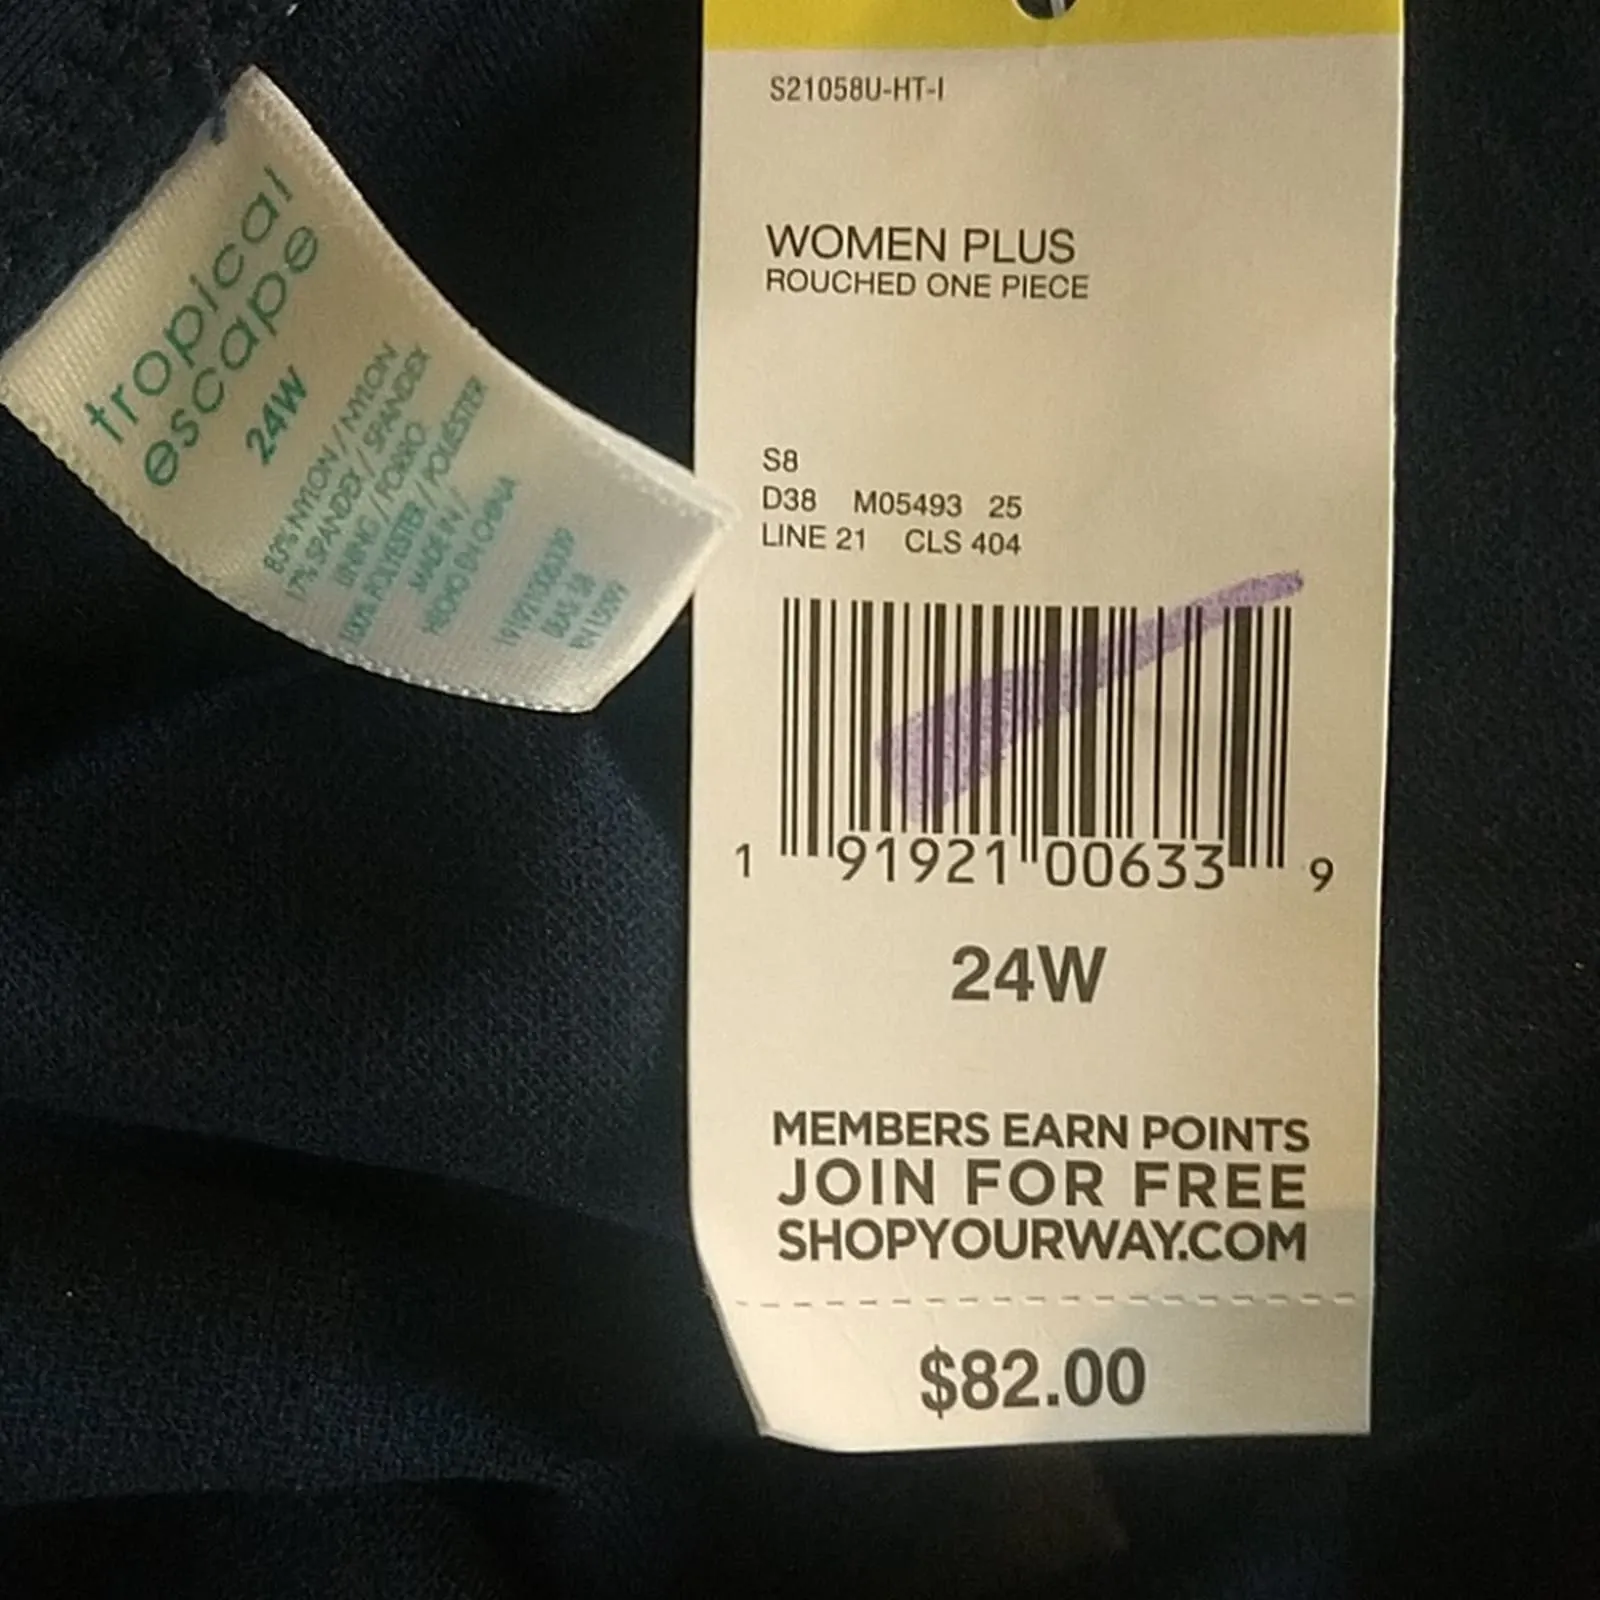 tropical
escape
24W
83% NYLON / NYLON
17% SPANDEX / SPANDEX
LINING / FORRO
100% POLYESTER / POLIÉSTER
MADE IN /
HECHO EN CHINA
191921006339
S21058U-HT-I
WOMEN PLUS
ROUCHED ONE PIECE
S8
D38 M05493 25
LINE 21 CLS 404
1 91921 00633 9
24W
MEMBERS EARN POINTS
JOIN FOR FREE
SHOPYOURWAY.COM
$82.00